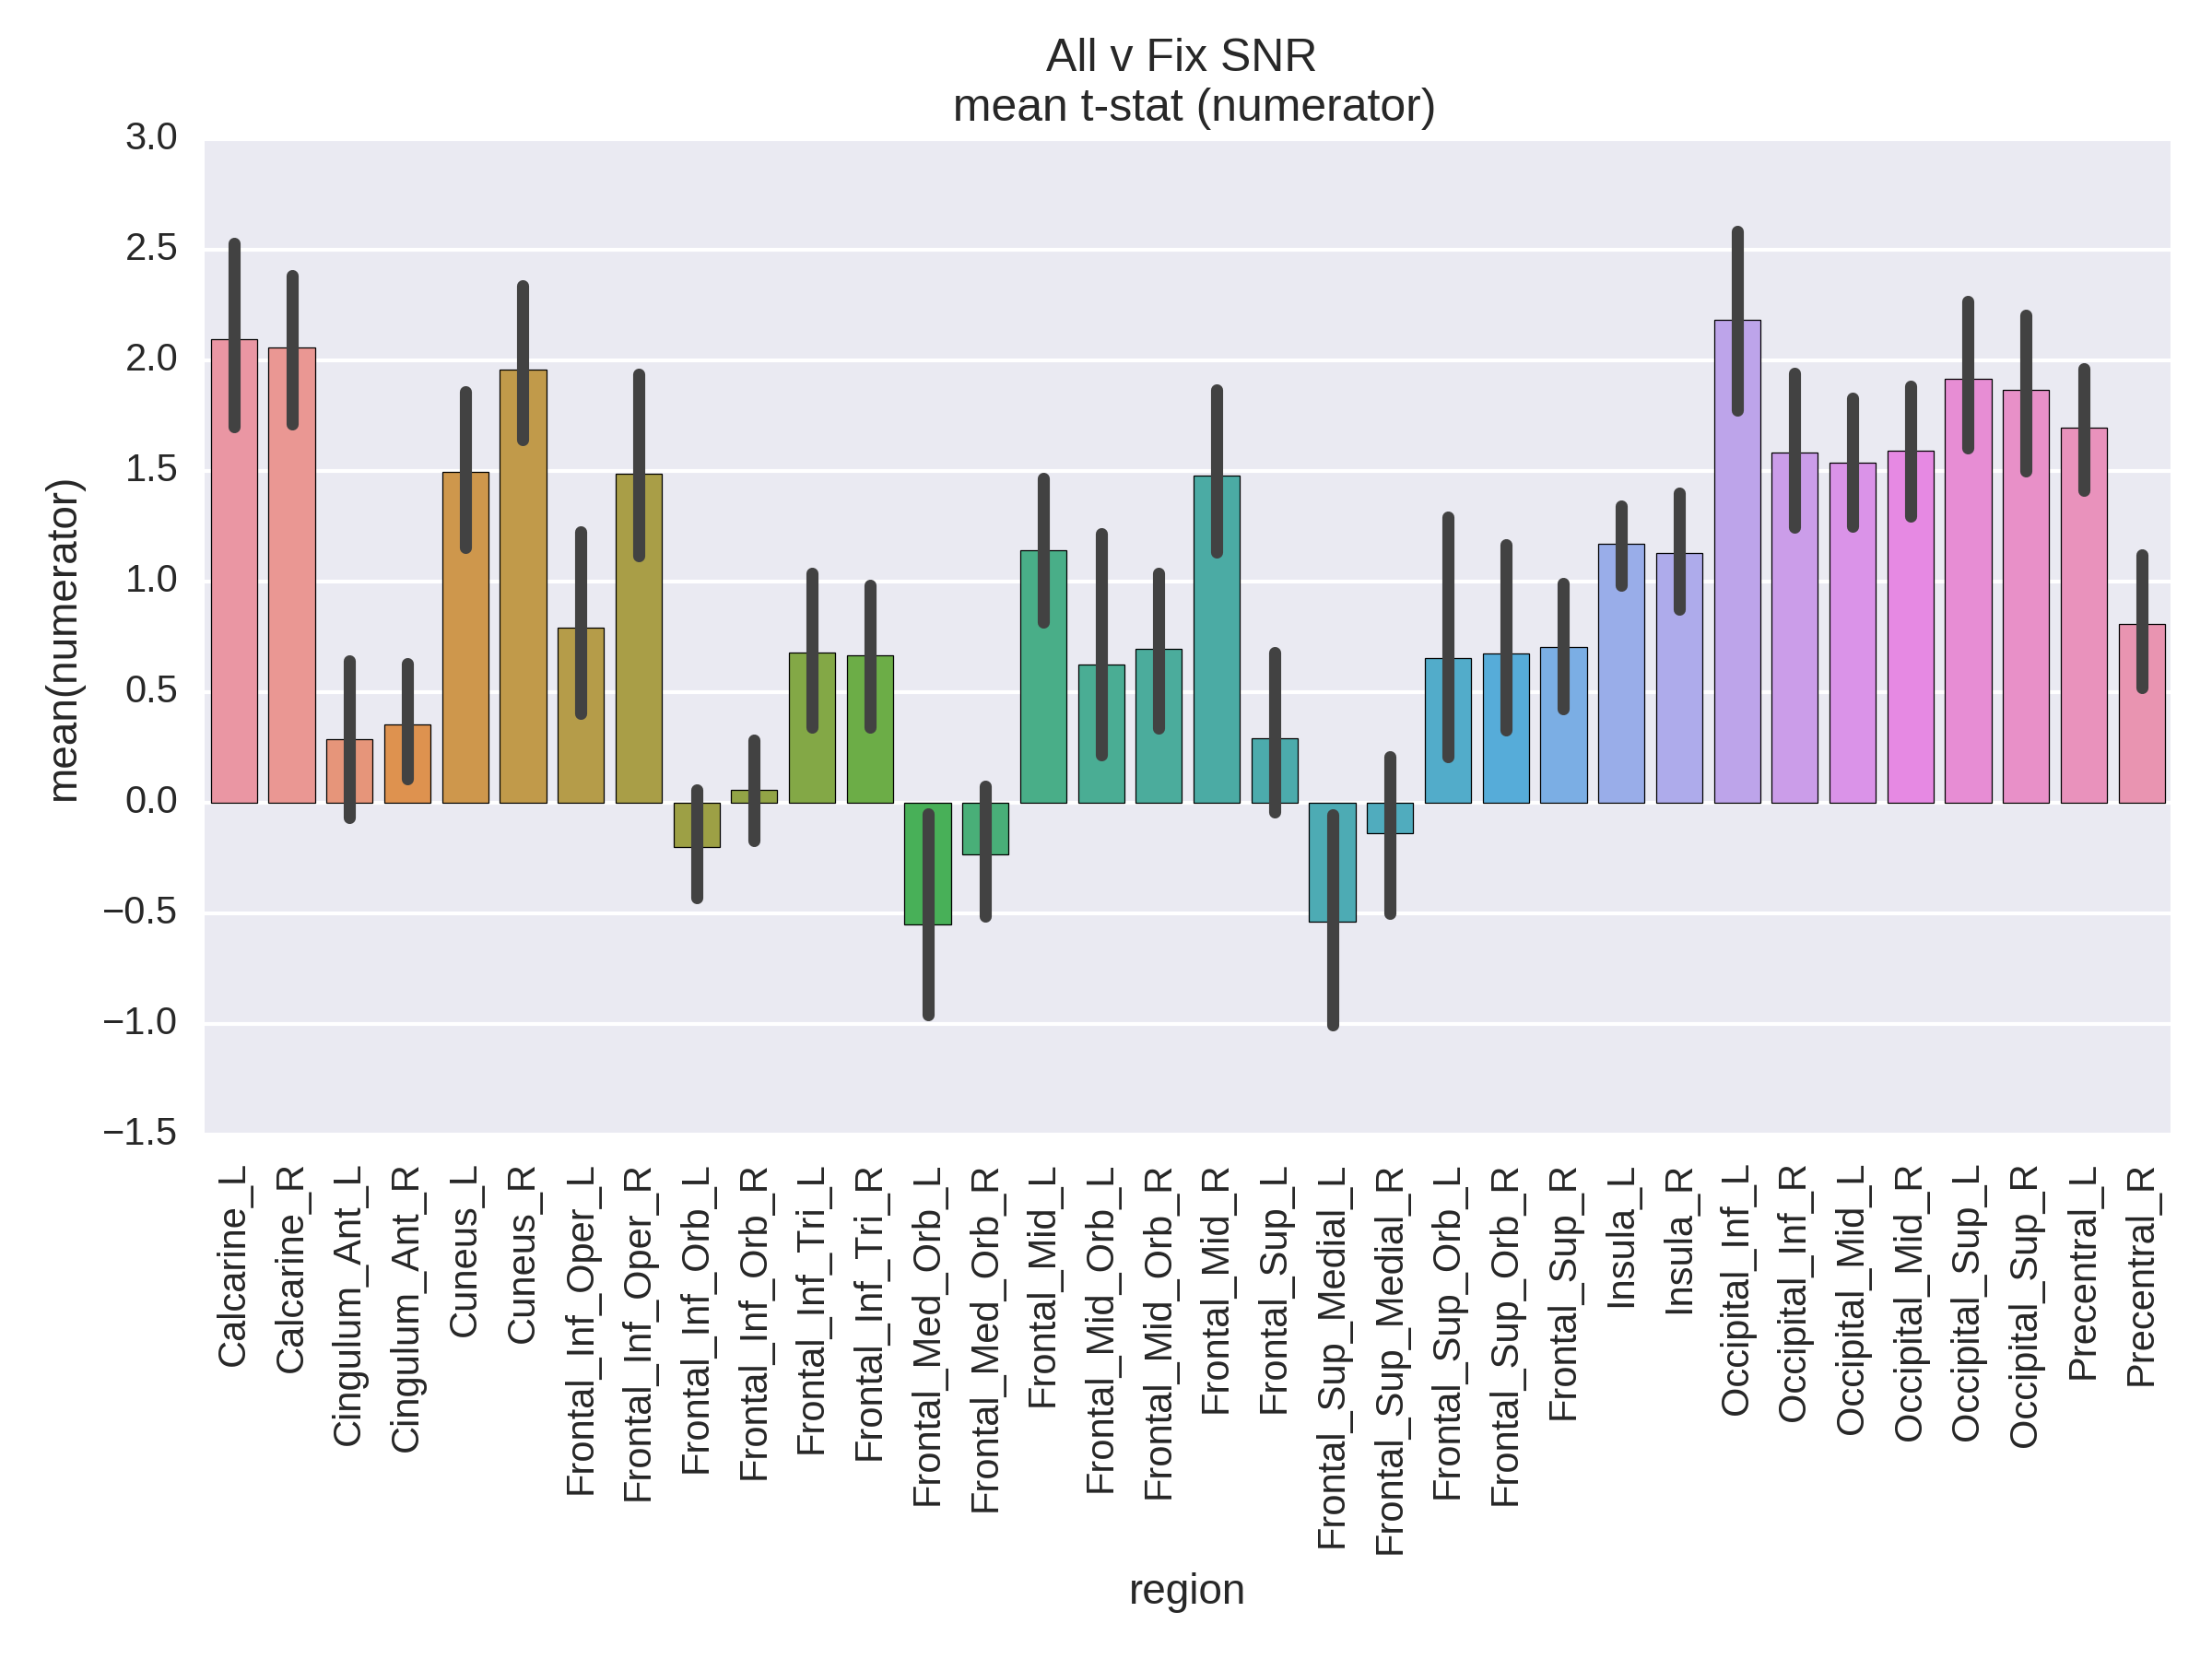 All v Fix SNR
mean t-stat (numerator)
3.0
2.5
2.0
1.5
1.0
0.5
0.0
−0.5
−1.0
−1.5
mean(numerator)
Calcarine_L
Calcarine_R
Cingulum_Ant_L
Cingulum_Ant_R
Cuneus_L
Cuneus_R
Frontal_Inf_Oper_L
Frontal_Inf_Oper_R
Frontal_Inf_Orb_L
Frontal_Inf_Orb_R
Frontal_Inf_Tri_L
Frontal_Inf_Tri_R
Frontal_Med_Orb_L
Frontal_Med_Orb_R
Frontal_Mid_L
Frontal_Mid_Orb_L
Frontal_Mid_Orb_R
Frontal_Mid_R
Frontal_Sup_L
Frontal_Sup_Medial_L
Frontal_Sup_Medial_R
Frontal_Sup_Orb_L
Frontal_Sup_Orb_R
Frontal_Sup_R
Insula_L
Insula_R
Occipital_Inf_L
Occipital_Inf_R
Occipital_Mid_L
Occipital_Mid_R
Occipital_Sup_L
Occipital_Sup_R
Precentral_L
Precentral_R
region